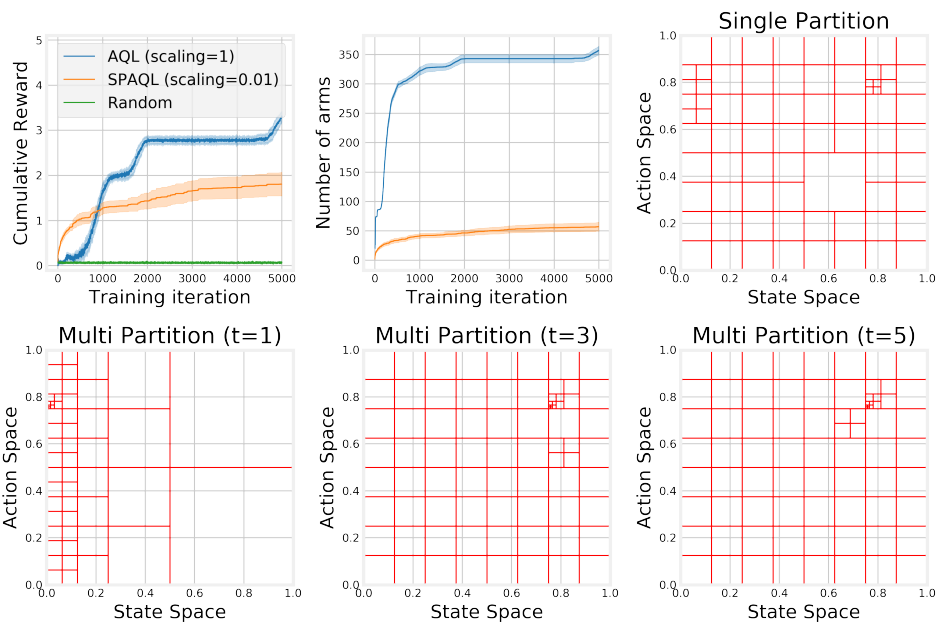 Single Partition
5
4
3
2
1
0
Cumulative Reward
AQL (scaling=1)
SPAQL (scaling=0.01)
Random
0 1000 2000 3000 4000 5000
Training iteration
350
300
250
200
150
100
50
0
Number of arms
0 1000 2000 3000 4000 5000
Training iteration
1.0
0.8
0.6
0.4
0.2
0.0
Action Space
0.0 0.2 0.4 0.6 0.8 1.0
State Space
Multi Partition (t=1)
1.0
0.8
0.6
0.4
0.2
0.0
Action Space
0.0 0.2 0.4 0.6 0.8 1.0
State Space
Multi Partition (t=3)
1.0
0.8
0.6
0.4
0.2
0.0
Action Space
0.0 0.2 0.4 0.6 0.8 1.0
State Space
Multi Partition (t=5)
1.0
0.8
0.6
0.4
0.2
0.0
Action Space
0.0 0.2 0.4 0.6 0.8 1.0
State Space